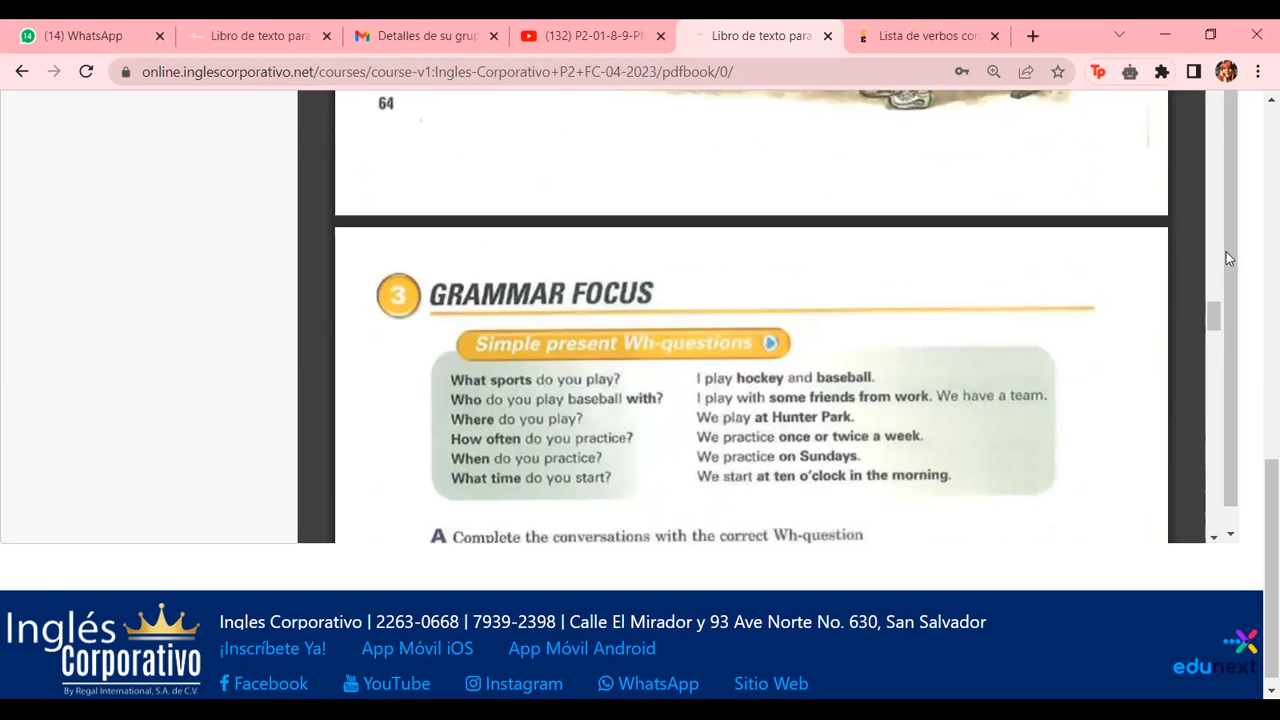 14
(14) WhatsApp
Libro de texto para
Detalles de su gru
(132) P2-01-8-9-P
Libro de texto para
Lista de verbos con
online.inglescorporativo.net/courses/course-v1:Ingles-Corporativo+P2+FC-04-2023/pdfbook/0/
Tp
64
3 GRAMMAR FOCUS
Simple present Wh-questions
What sports do you play? I play hockey and baseball.
Who do you play baseball with? I play with some friends from work. We have a team.
Where do you play? We play at Hunter Park.
How often do you practice? We practice once or twice a week.
When do you practice? We practice on Sundays.
What time do you start? We start at ten o'clock in the morning.
A Complete the conversations with the correct Wh-question
Inglés
Corporativo
By Regal International, S.A. de C.V.
Ingles Corporativo | 2263-0668 | 7939-2398 | Calle El Mirador y 93 Ave Norte No. 630, San Salvador
¡Inscríbete Ya! App Móvil iOS App Móvil Android
Facebook YouTube Instagram WhatsApp Sitio Web
edunext